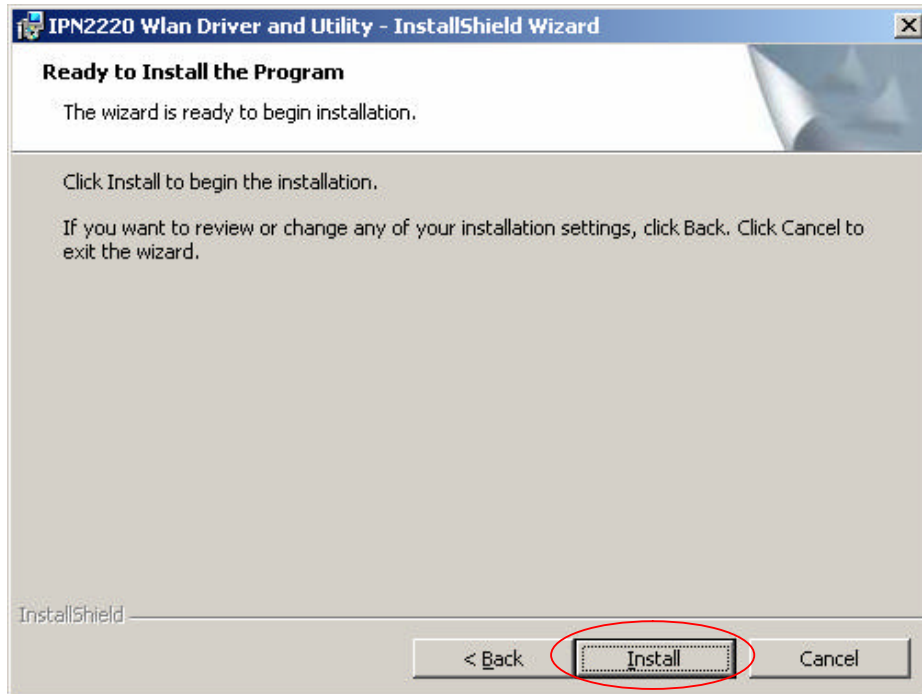 IPN2220 Wlan Driver and Utility - InstallShield Wizard
Ready to Install the Program
The wizard is ready to begin installation.
Click Install to begin the installation.
If you want to review or change any of your installation settings, click Back. Click Cancel to
exit the wizard.
InstallShield
< Back
Install
Cancel